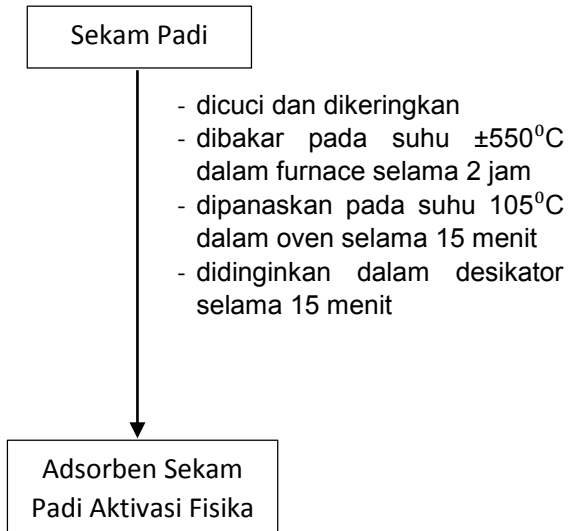 Sekam Padi
- dicuci dan dikeringkan
- dibakar pada suhu ±550⁰C
dalam furnace selama 2 jam
- dipanaskan pada suhu 105⁰C
dalam oven selama 15 menit
- didinginkan dalam desikator
selama 15 menit
Adsorben Sekam
Padi Aktivasi Fisika